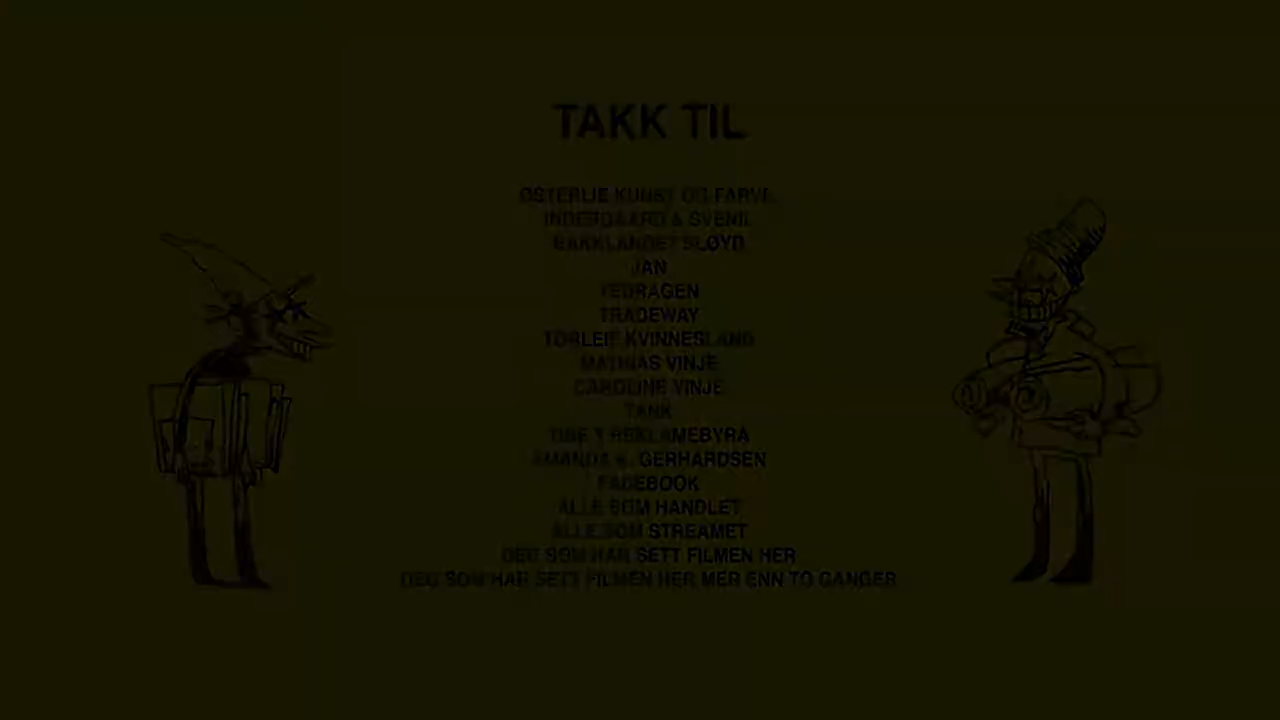 TAKK TIL
ØSTERLIE KUNST OG FARVE
INDERGAARD & SVENIL
BAKKLANDET SLØYD
JAN
TEDRAGEN
TRADEWAY
TORLEIF KVINNESLAND
MATHIAS VINJE
CAROLINE VINJE
TANK
REKLAMEBYRÅ
AMANDA K. GERHARDSEN
FACEBOOK
ALLE SOM HANDLET
ALLE SOM STREAMET
DEG SOM HAR SETT FILMEN HER
DEG SOM HAR SETT FILMEN HER MER ENN TO GANGER